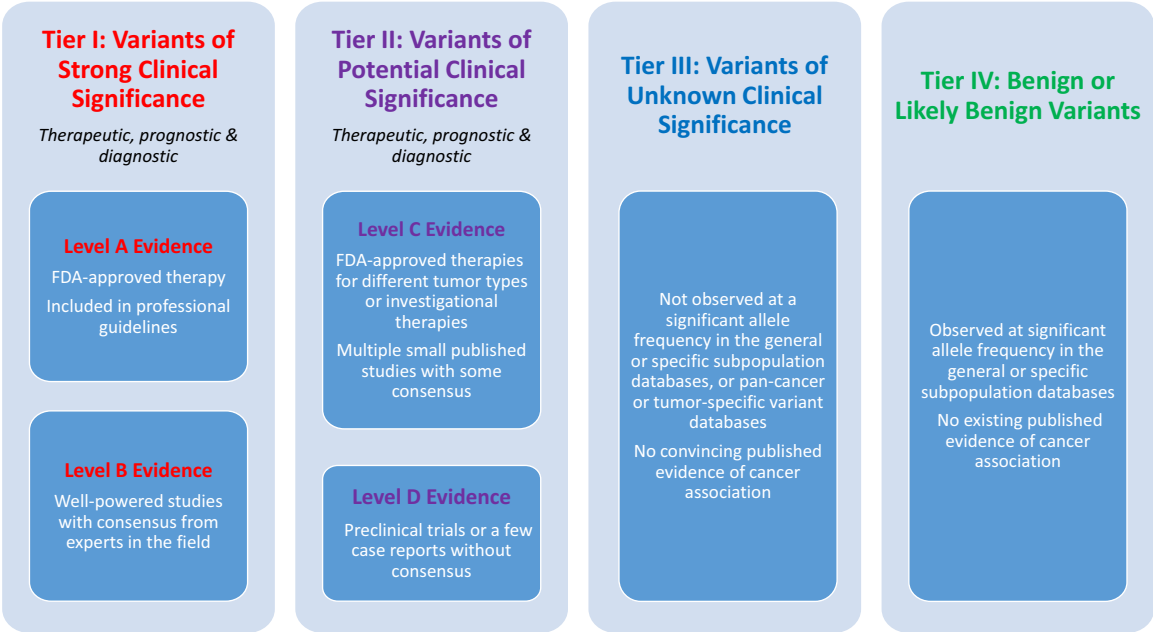 Tier I: Variants of
Strong Clinical
Significance
Therapeutic, prognostic &
diagnostic
Level A Evidence
FDA-approved therapy
Included in professional
guidelines
Level B Evidence
Well-powered studies
with consensus from
experts in the field
Tier II: Variants of
Potential Clinical
Significance
Therapeutic, prognostic &
diagnostic
Level C Evidence
FDA-approved therapies
for different tumor types
or investigational
therapies
Multiple small published
studies with some
consensus
Level D Evidence
Preclinical trials or a few
case reports without
consensus
Tier III: Variants of
Unknown Clinical
Significance
Not observed at a
significant allele
frequency in the general
or specific subpopulation
databases, or pan-cancer
or tumor-specific variant
databases
No convincing published
evidence of cancer
association
Tier IV: Benign or
Likely Benign Variants
Observed at significant
allele frequency in the
general or specific
subpopulation databases
No existing published
evidence of cancer
association